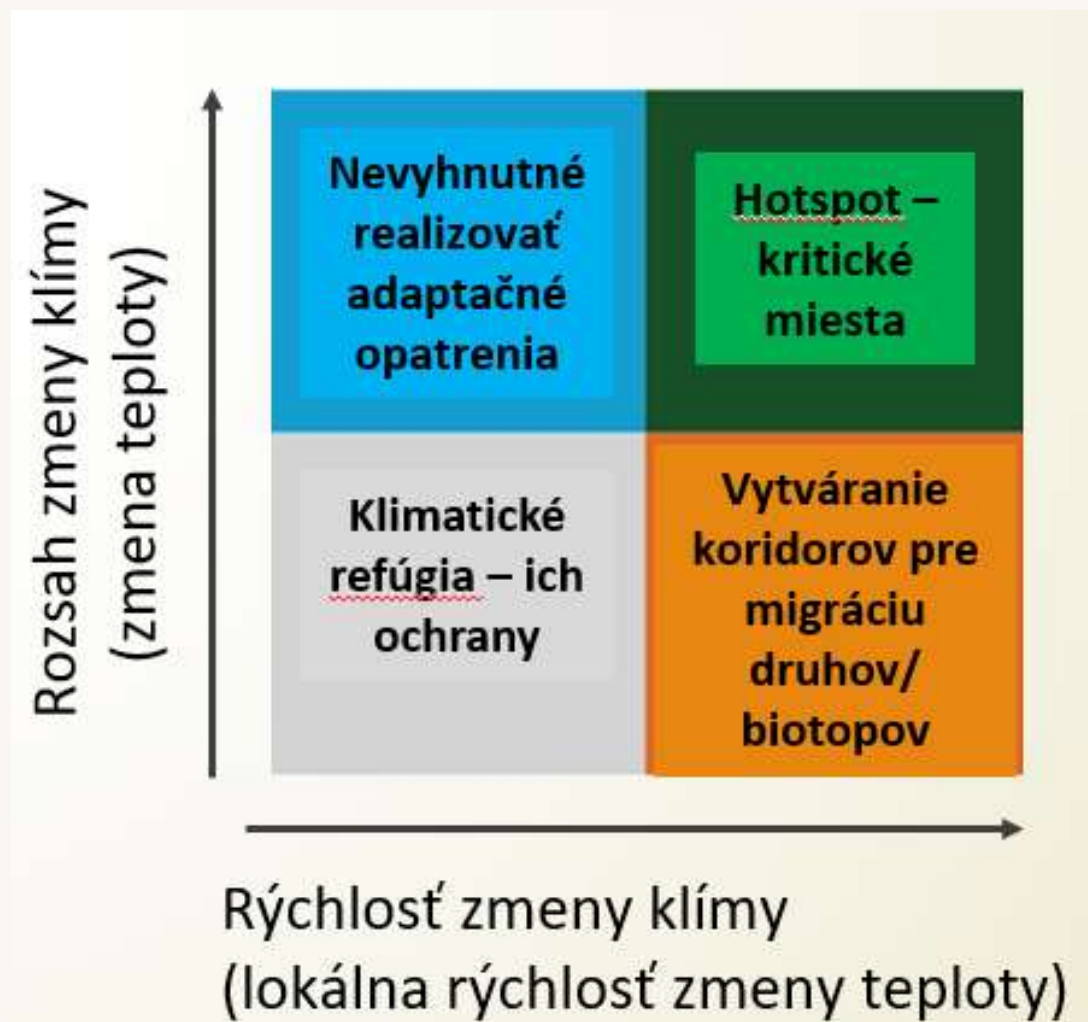 Rozsah zmeny klímy
(zmena teploty)
Nevyhnutné
realizovať
adaptačné
opatrenia
Hotspot –
kritické
miesta
Klimatické
refúgia – ich
ochrany
Vytváranie
koridorov pre
migráciu
druhov/
biotopov
Rýchlosť zmeny klímy
(lokálna rýchlosť zmeny teploty)